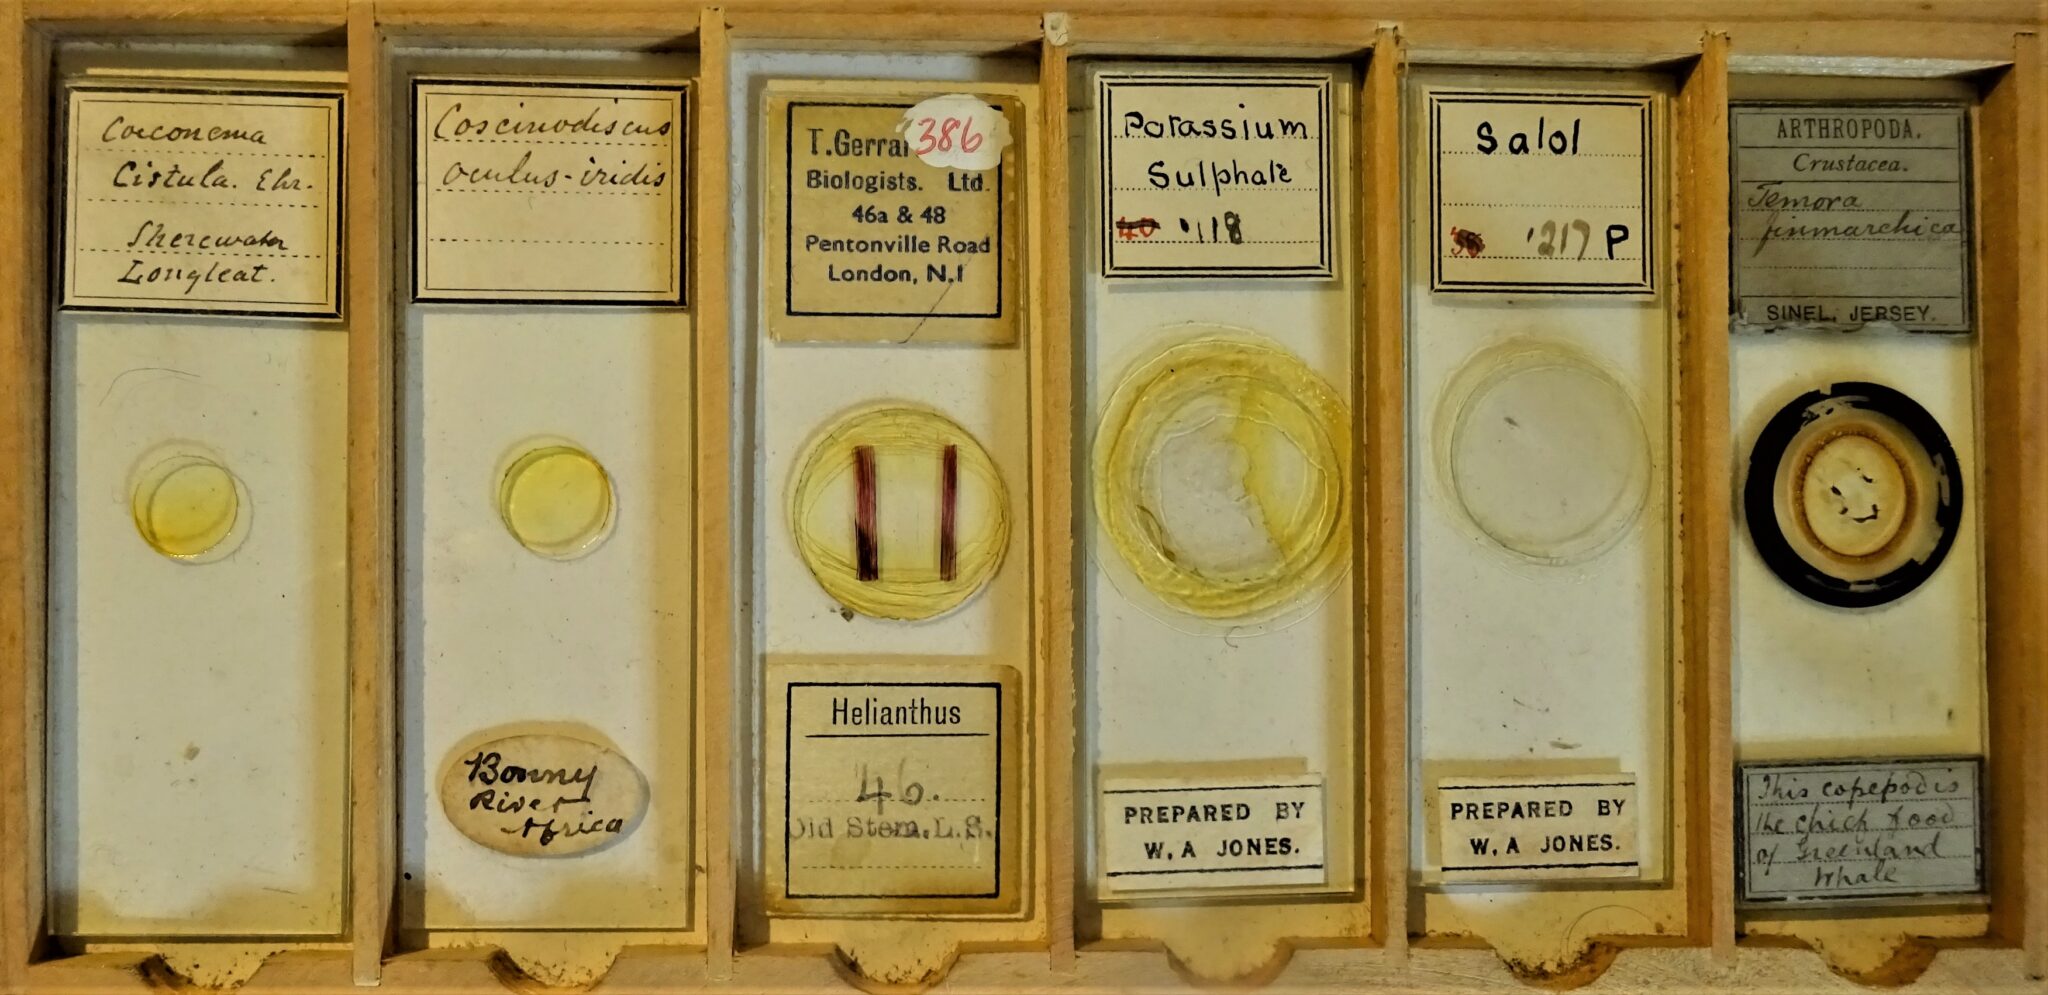 Cocconema
Cistula. Ehr.
Sherewater
Longleat.
Coscinodiscus
oculus-iridis
Bonny
River
Africa
386
T. Gerrar
Biologists. Ltd.
46a & 48
Pentonville Road
London, N.1
Helianthus
46.
Old Stem. L.S.
Potassium
Sulphate
40 118
PREPARED BY
W. A JONES.
Salol
217 P
PREPARED BY
W. A JONES.
ARTHROPODA.
Crustacea.
Temora
finmarchica
SINEL, JERSEY.
This copepod is
the chief food
of Greenland
Whale